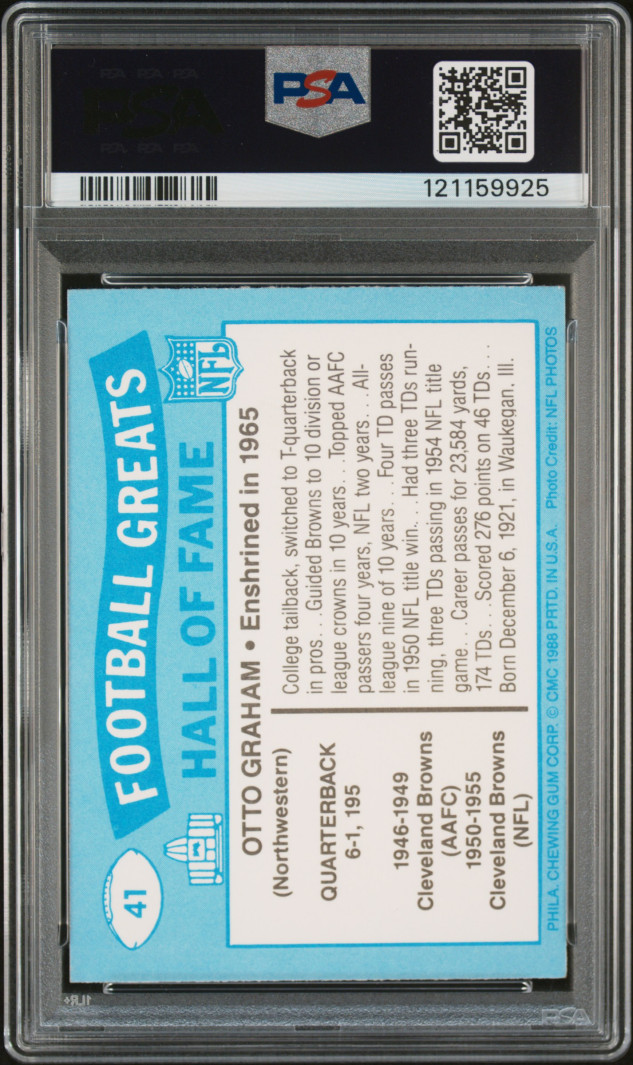 PSA
121159925
41
FOOTBALL GREATS
HALL OF FAME
NFL
OTTO GRAHAM • Enshrined in 1965
(Northwestern)
QUARTERBACK
6-1, 195
1946-1949
Cleveland Browns
(AAFC)
1950-1955
Cleveland Browns
(NFL)
College tailback, switched to T-quarterback
in pros. . .Guided Browns to 10 division or
league crowns in 10 years. . .Topped AAFC
passers four years, NFL two years. . .All-
league nine of 10 years. . .Four TD passes
in 1950 NFL title win. . .Had three TDs run-
ning, three TDs passing in 1954 NFL title
game. . .Career passes for 23,584 yards,
174 TDs. . .Scored 276 points on 46 TDs. . .
Born December 6, 1921, in Waukegan, Ill.
PHILA. CHEWING GUM CORP. © CMC 1988 PRTD. IN U.S.A. Photo Credit: NFL PHOTOS
PSA